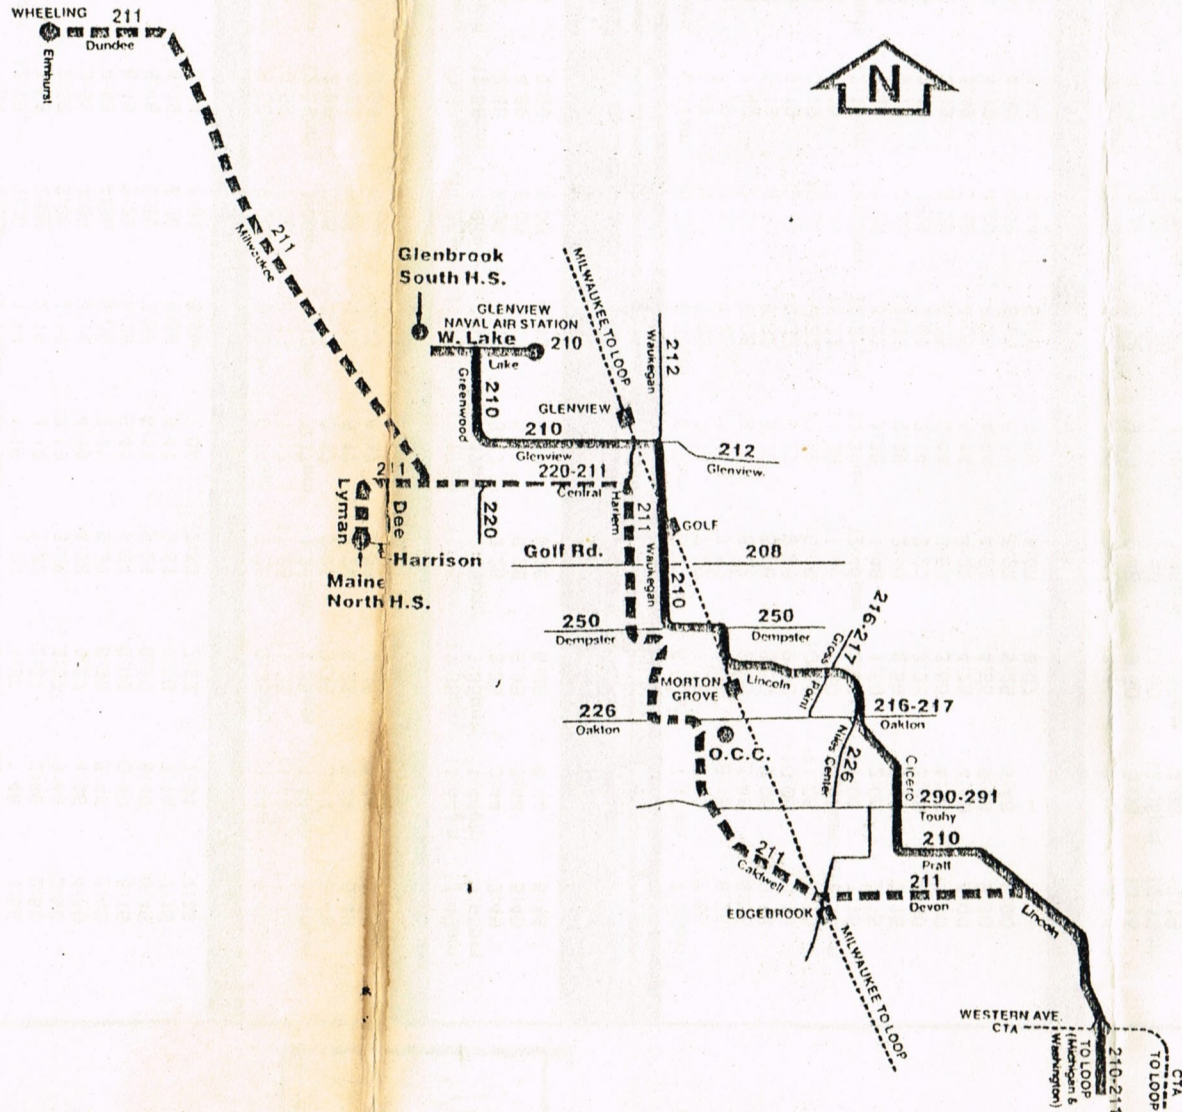 WHEELING
211
Dundee
Elmhurst
N
211
Milwaukee
Glenbrook
South H.S.
GLENVIEW
NAVAL AIR STATION
W. Lake
210
Lake
MILWAUKEE TO LOOP
Waukegan
212
Greenwood
210
GLENVIEW
210
Glenview
212
Glenview
211
220-211
Central
Lyman
Dee
220
Harlem
211
GOLF
Golf Rd.
208
Harrison
Waukegan
210
Maine
North H.S.
250
Dempster
250
Dempster
216-217
Gross
Point
MORTON
GROVE
Lincoln
226
Oakton
216-217
Oakton
O.C.C.
Niles Center
226
Cicero
290-291
Touhy
210
Pratt
211
Caldwell
211
Devon
EDGEBROOK
Lincoln
MILWAUKEE TO LOOP
WESTERN AVE.
CTA
210-211
TO LOOP
(Michigan &
Washington)
CTA
TO LOOP